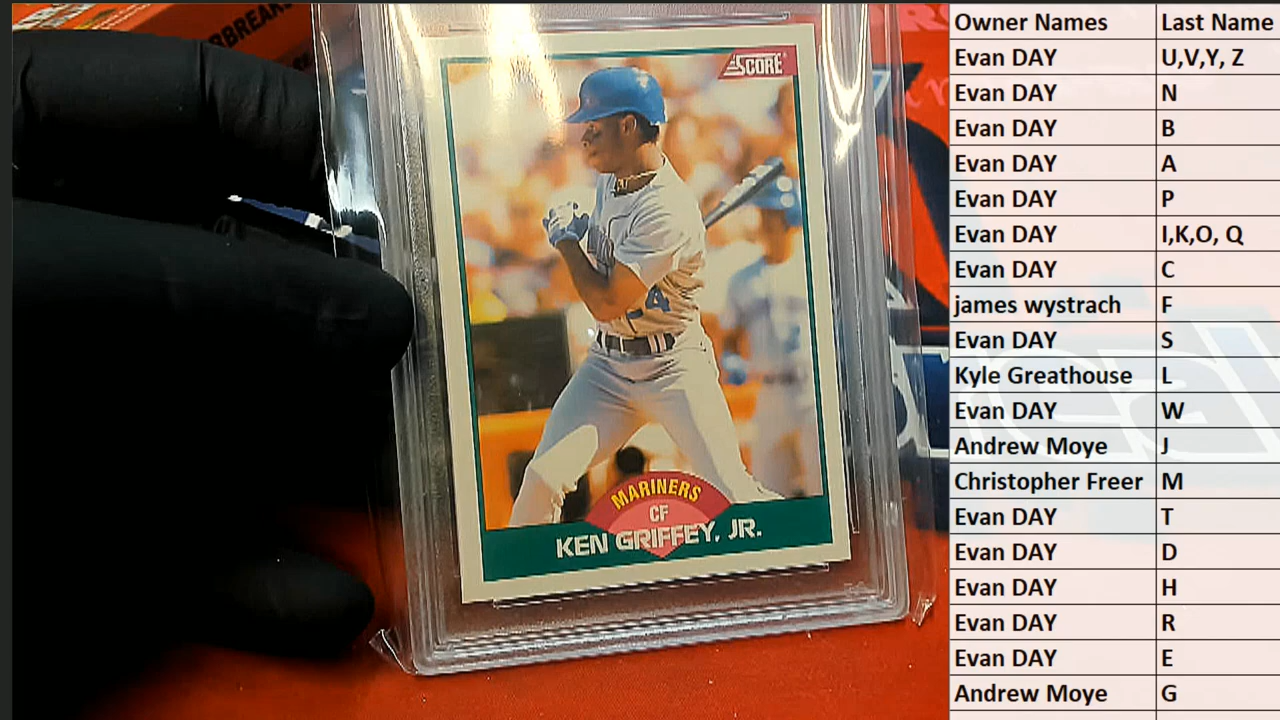 ERBREAKS
SCORE
24
MARINERS
CF
KEN GRIFFEY, JR.
Owner Names Last Name
Evan DAY U,V,Y, Z
Evan DAY N
Evan DAY B
Evan DAY A
Evan DAY P
Evan DAY I,K,O, Q
Evan DAY C
james wystrach F
Evan DAY S
Kyle Greathouse L
Evan DAY W
Andrew Moye J
Christopher Freer M
Evan DAY T
Evan DAY D
Evan DAY H
Evan DAY R
Evan DAY E
Andrew Moye G